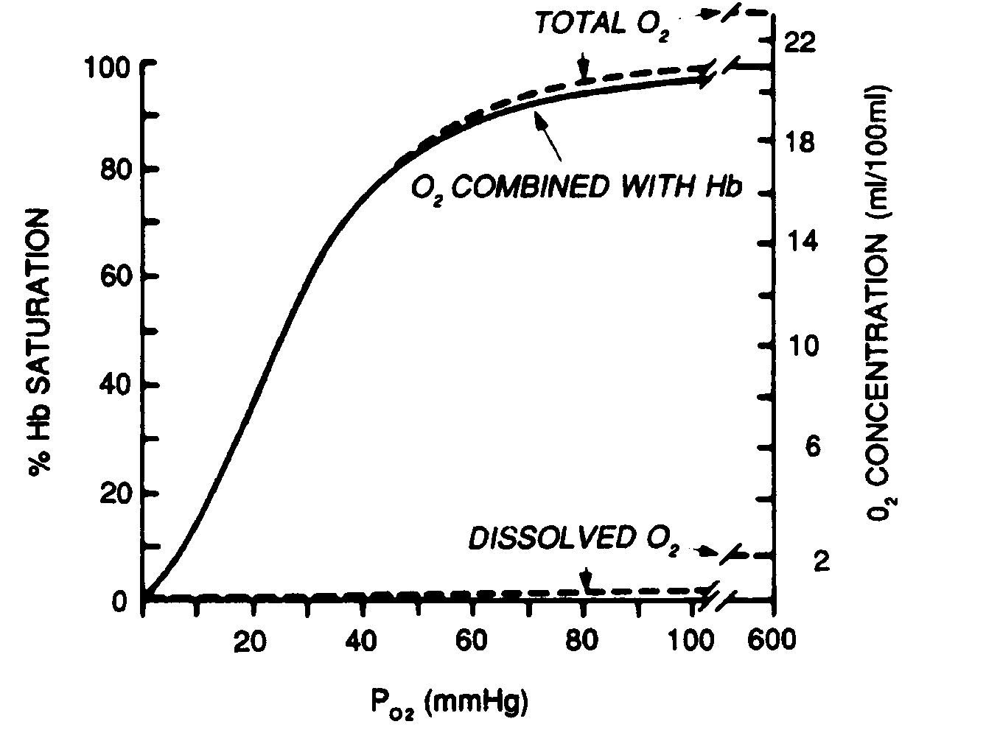 TOTAL O₂
22
100
18
80
O₂ COMBINED WITH Hb
14
60
10
40
6
20
DISSOLVED O₂
2
0
20 40 60 80 100 600
P_O₂ (mmHg)
% Hb SATURATION
O₂ CONCENTRATION (ml/100ml)